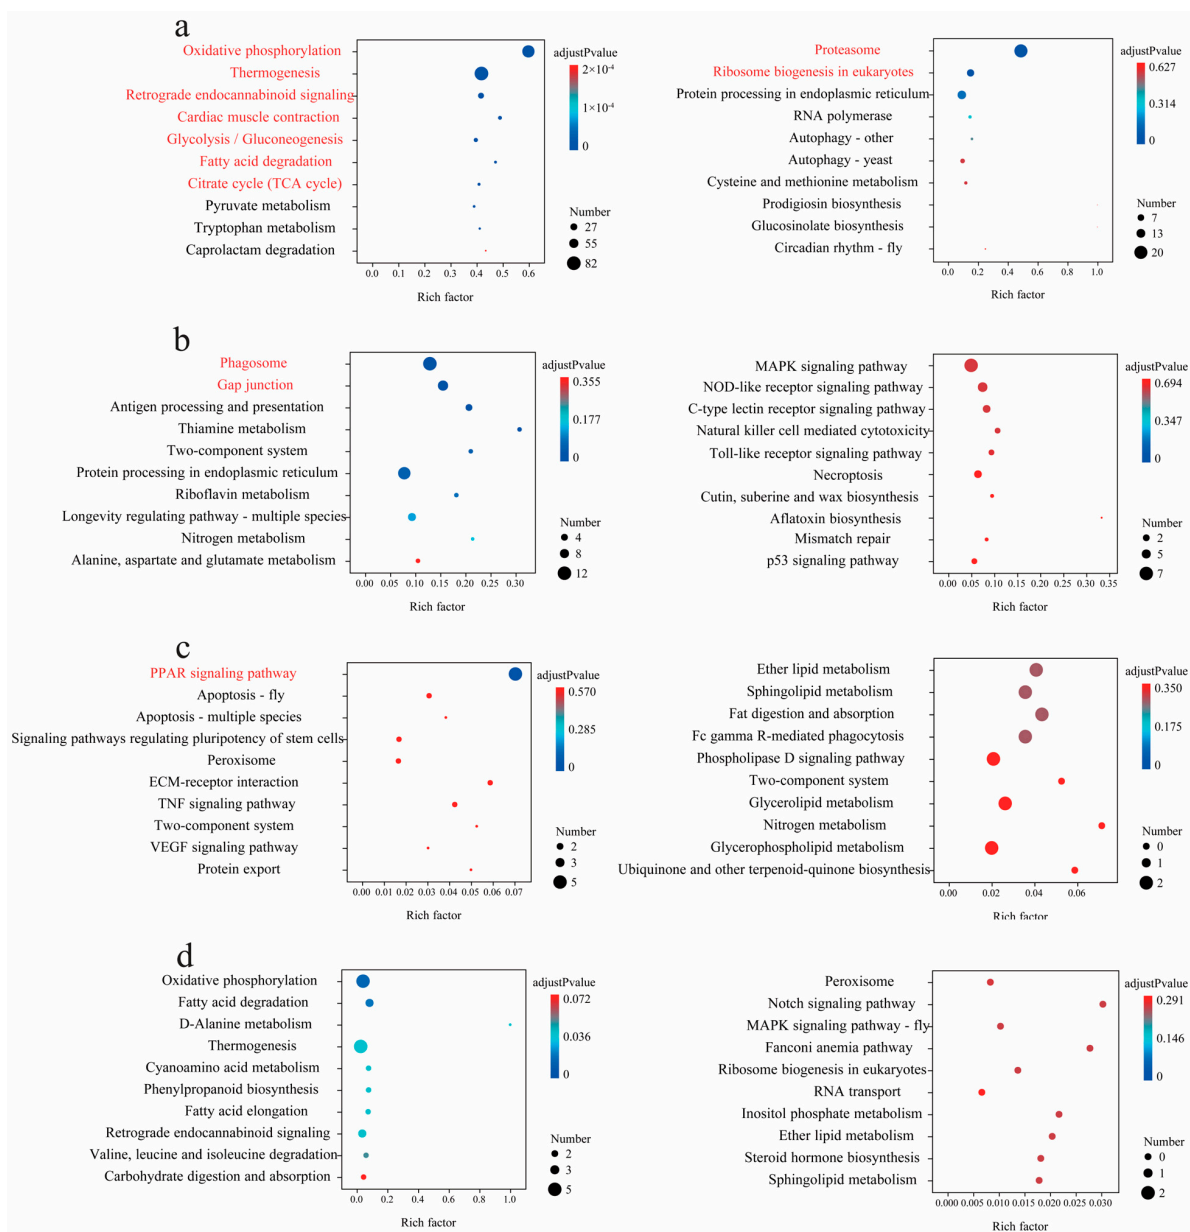 a
Oxidative phosphorylation
Thermogenesis
Retrograde endocannabinoid signaling
Cardiac muscle contraction
Glycolysis / Gluconeogenesis
Fatty acid degradation
Citrate cycle (TCA cycle)
Pyruvate metabolism
Tryptophan metabolism
Caprolactam degradation
0.0 0.1 0.2 0.3 0.4 0.5 0.6
Rich factor
adjustPvalue
2×10⁻⁴
1×10⁻⁴
0
Number
27
55
82
Proteasome
Ribosome biogenesis in eukaryotes
Protein processing in endoplasmic reticulum
RNA polymerase
Autophagy - other
Autophagy - yeast
Cysteine and methionine metabolism
Prodigiosin biosynthesis
Glucosinolate biosynthesis
Circadian rhythm - fly
0.0 0.2 0.4 0.6 0.8 1.0
Rich factor
adjustPvalue
0.627
0.314
0
Number
7
13
20
b
Phagosome
Gap junction
Antigen processing and presentation
Thiamine metabolism
Two-component system
Protein processing in endoplasmic reticulum
Riboflavin metabolism
Longevity regulating pathway - multiple species
Nitrogen metabolism
Alanine, aspartate and glutamate metabolism
0.00 0.05 0.10 0.15 0.20 0.25 0.30
Rich factor
adjustPvalue
0.355
0.177
0
Number
4
8
12
MAPK signaling pathway
NOD-like receptor signaling pathway
C-type lectin receptor signaling pathway
Natural killer cell mediated cytotoxicity
Toll-like receptor signaling pathway
Necroptosis
Cutin, suberine and wax biosynthesis
Aflatoxin biosynthesis
Mismatch repair
p53 signaling pathway
0.00 0.05 0.10 0.15 0.20 0.25 0.30 0.35
Rich factor
adjustPvalue
0.694
0.347
0
Number
2
5
7
c
PPAR signaling pathway
Apoptosis - fly
Apoptosis - multiple species
Signaling pathways regulating pluripotency of stem cells
Peroxisome
ECM-receptor interaction
TNF signaling pathway
Two-component system
VEGF signaling pathway
Protein export
0.00 0.01 0.02 0.03 0.04 0.05 0.06 0.07
Rich factor
adjustPvalue
0.570
0.285
0
Number
2
3
5
Ether lipid metabolism
Sphingolipid metabolism
Fat digestion and absorption
Fc gamma R-mediated phagocytosis
Phospholipase D signaling pathway
Two-component system
Glycerolipid metabolism
Nitrogen metabolism
Glycerophospholipid metabolism
Ubiquinone and other terpenoid-quinone biosynthesis
0.00 0.02 0.04 0.06
Rich factor
adjustPvalue
0.350
0.175
0
Number
0
1
2
d
Oxidative phosphorylation
Fatty acid degradation
D-Alanine metabolism
Thermogenesis
Cyanoamino acid metabolism
Phenylpropanoid biosynthesis
Fatty acid elongation
Retrograde endocannabinoid signaling
Valine, leucine and isoleucine degradation
Carbohydrate digestion and absorption
0.0 0.2 0.4 0.6 0.8 1.0
Rich factor
adjustPvalue
0.072
0.036
0
Number
2
3
5
Peroxisome
Notch signaling pathway
MAPK signaling pathway - fly
Fanconi anemia pathway
Ribosome biogenesis in eukaryotes
RNA transport
Inositol phosphate metabolism
Ether lipid metabolism
Steroid hormone biosynthesis
Sphingolipid metabolism
0.000 0.005 0.010 0.015 0.020 0.025 0.030
Rich factor
adjustPvalue
0.291
0.146
0
Number
0
1
2